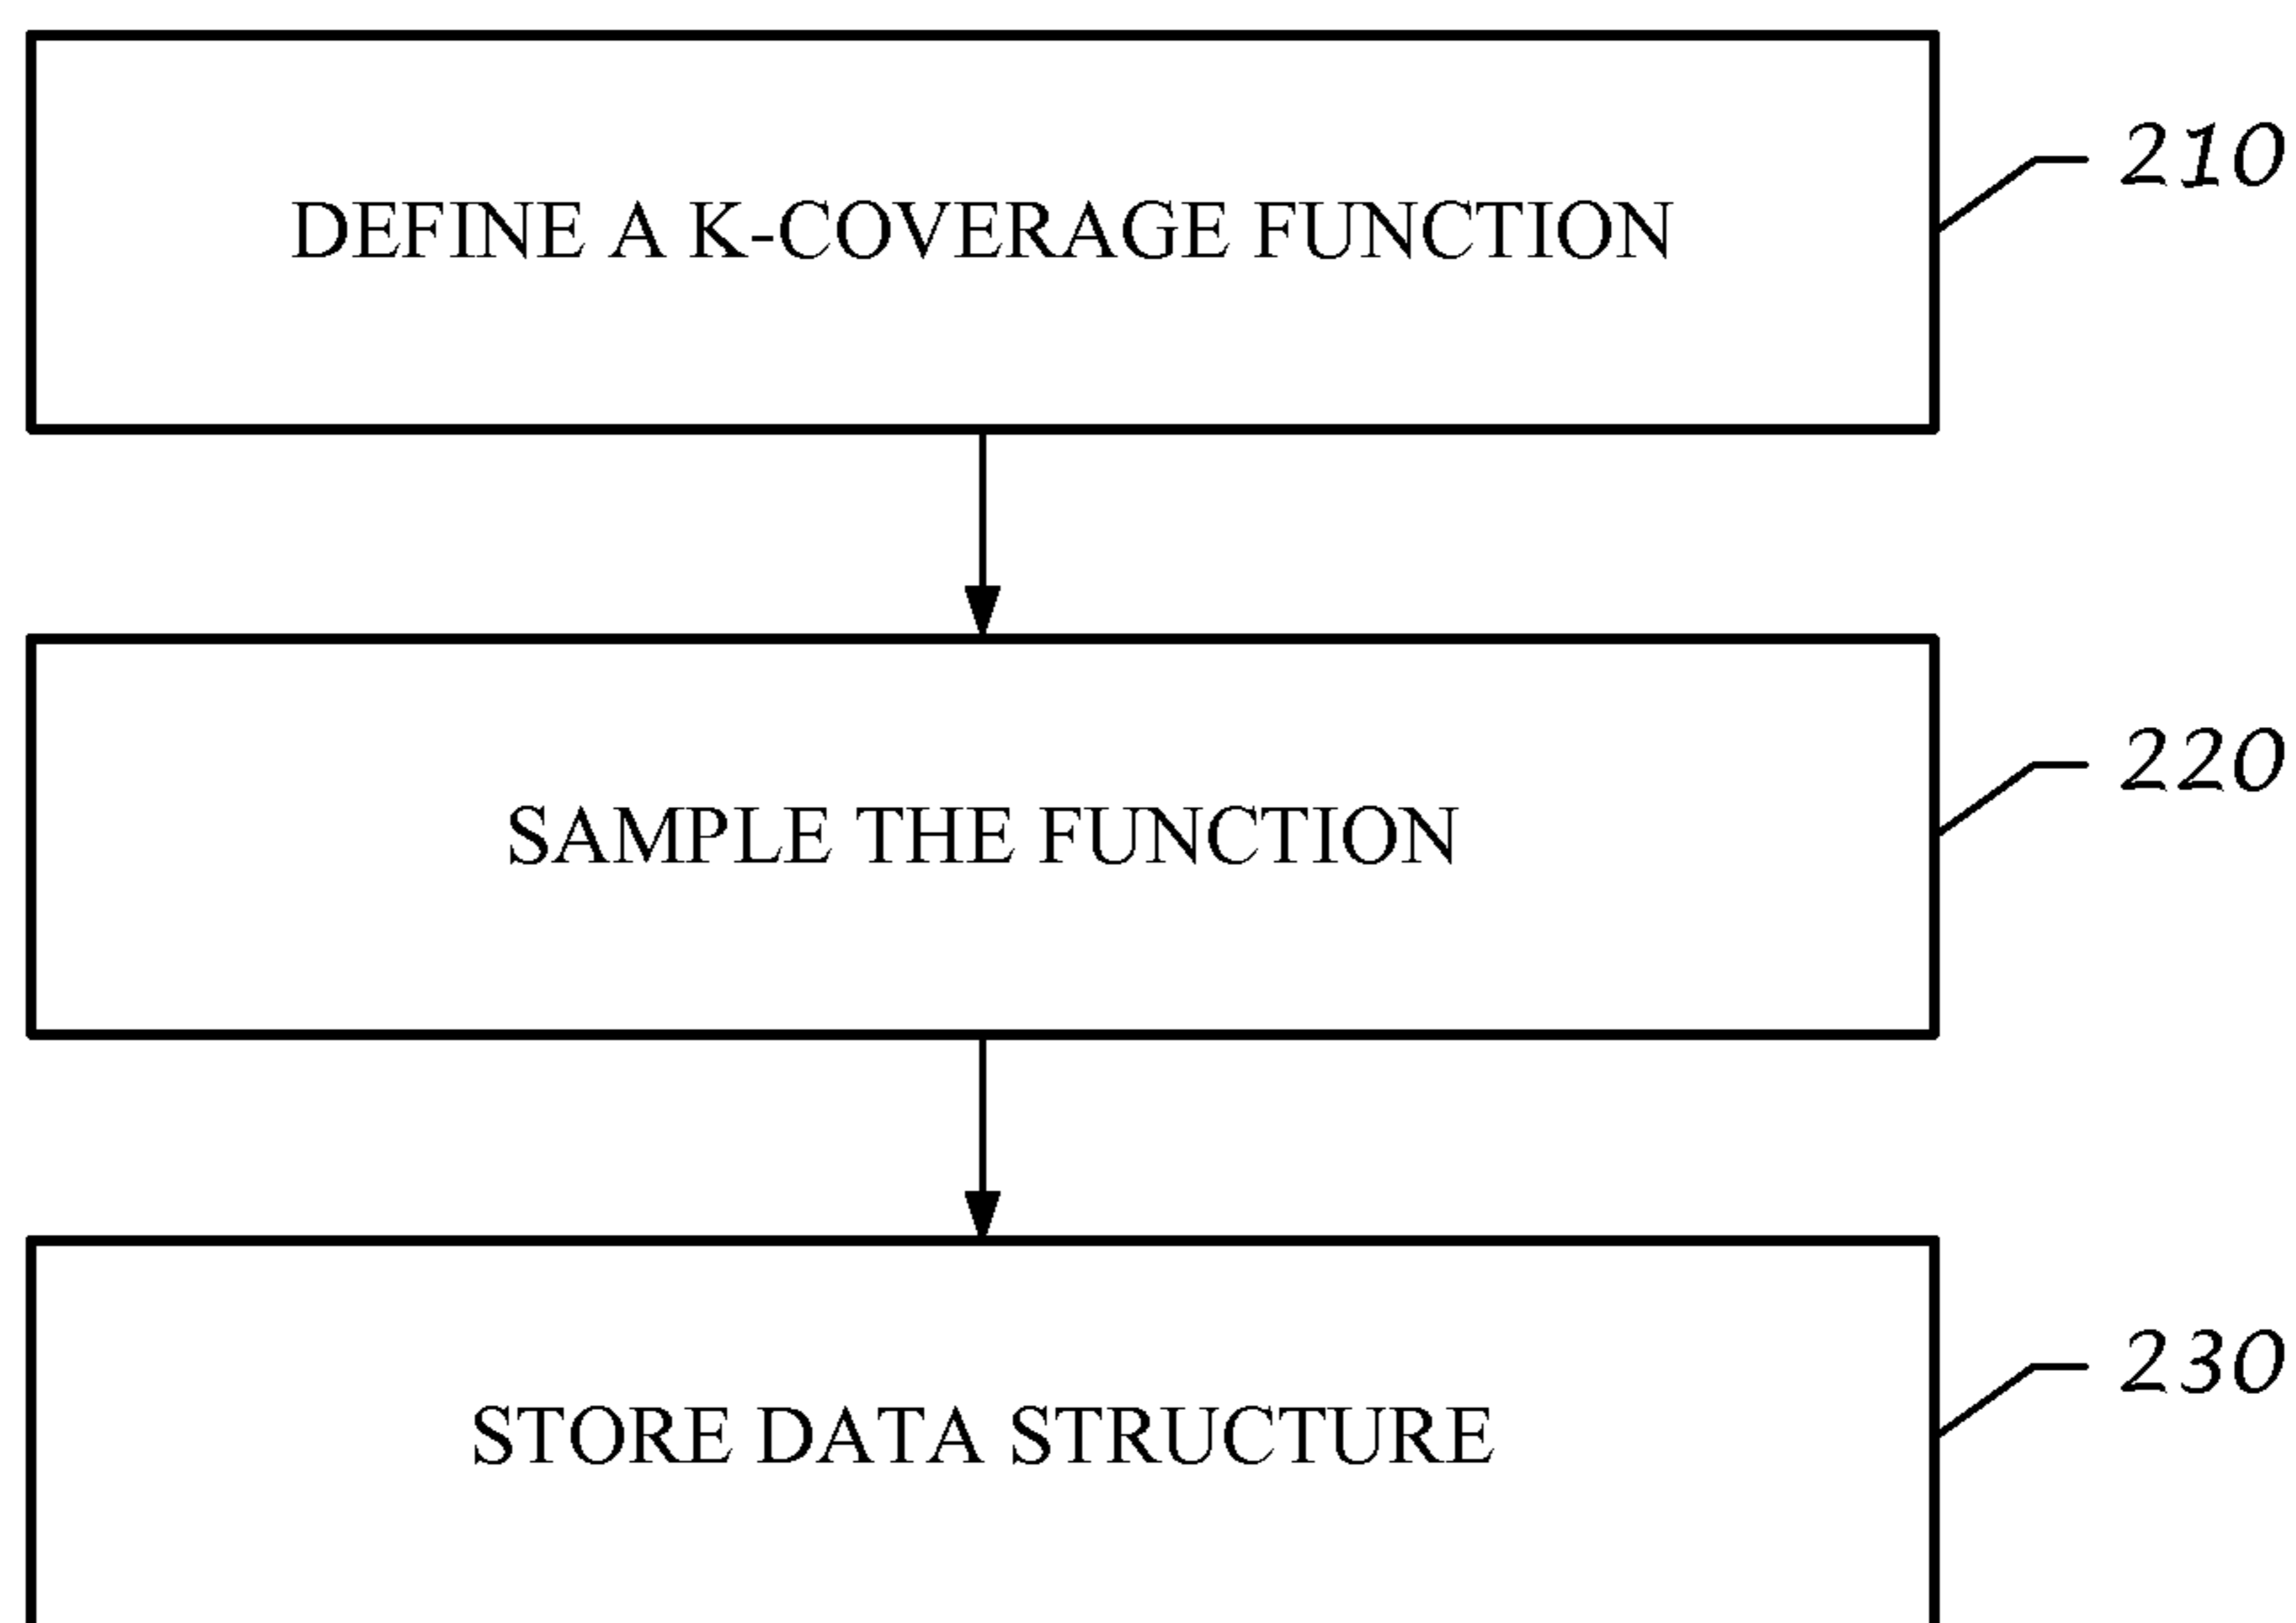 DEFINE A K-COVERAGE FUNCTION
210
SAMPLE THE FUNCTION
220
STORE DATA STRUCTURE
230